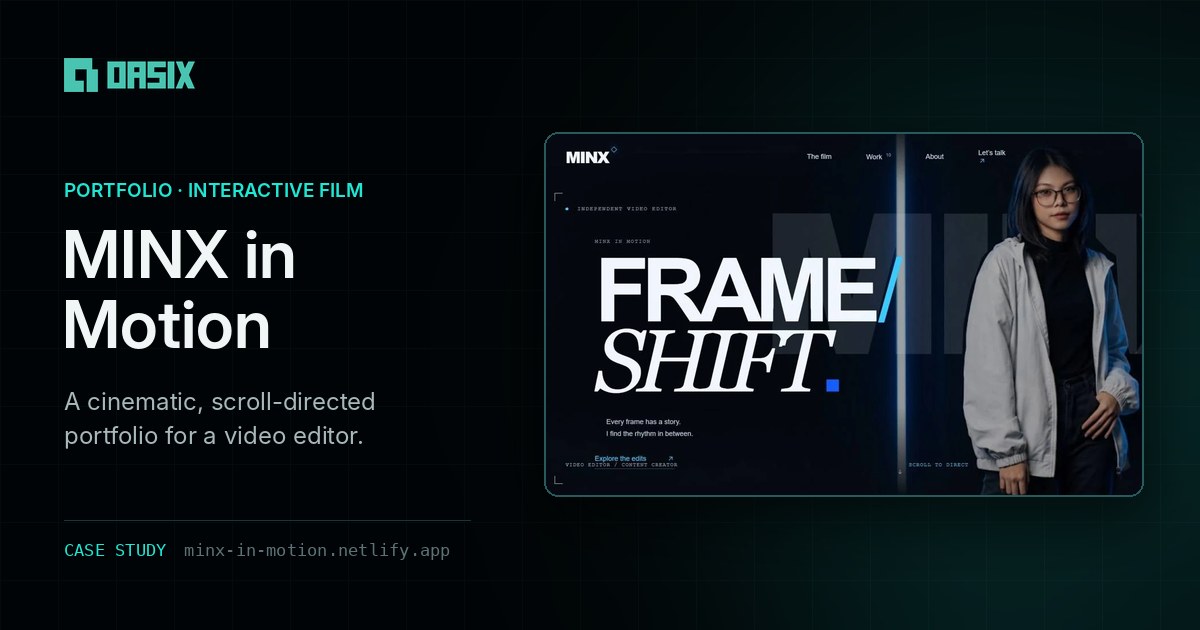 OASIX
PORTFOLIO · INTERACTIVE FILM
MINX in
Motion
A cinematic, scroll-directed
portfolio for a video editor.
CASE STUDY minx-in-motion.netlify.app
MINX
The film Work 10 About Let's talk ↗
INDEPENDENT VIDEO EDITOR
MINX IN MOTION
FRAME/
SHIFT.
Every frame has a story.
I find the rhythm in between.
Explore the edits ↗
VIDEO EDITOR / CONTENT CREATOR
SCROLL TO DIRECT